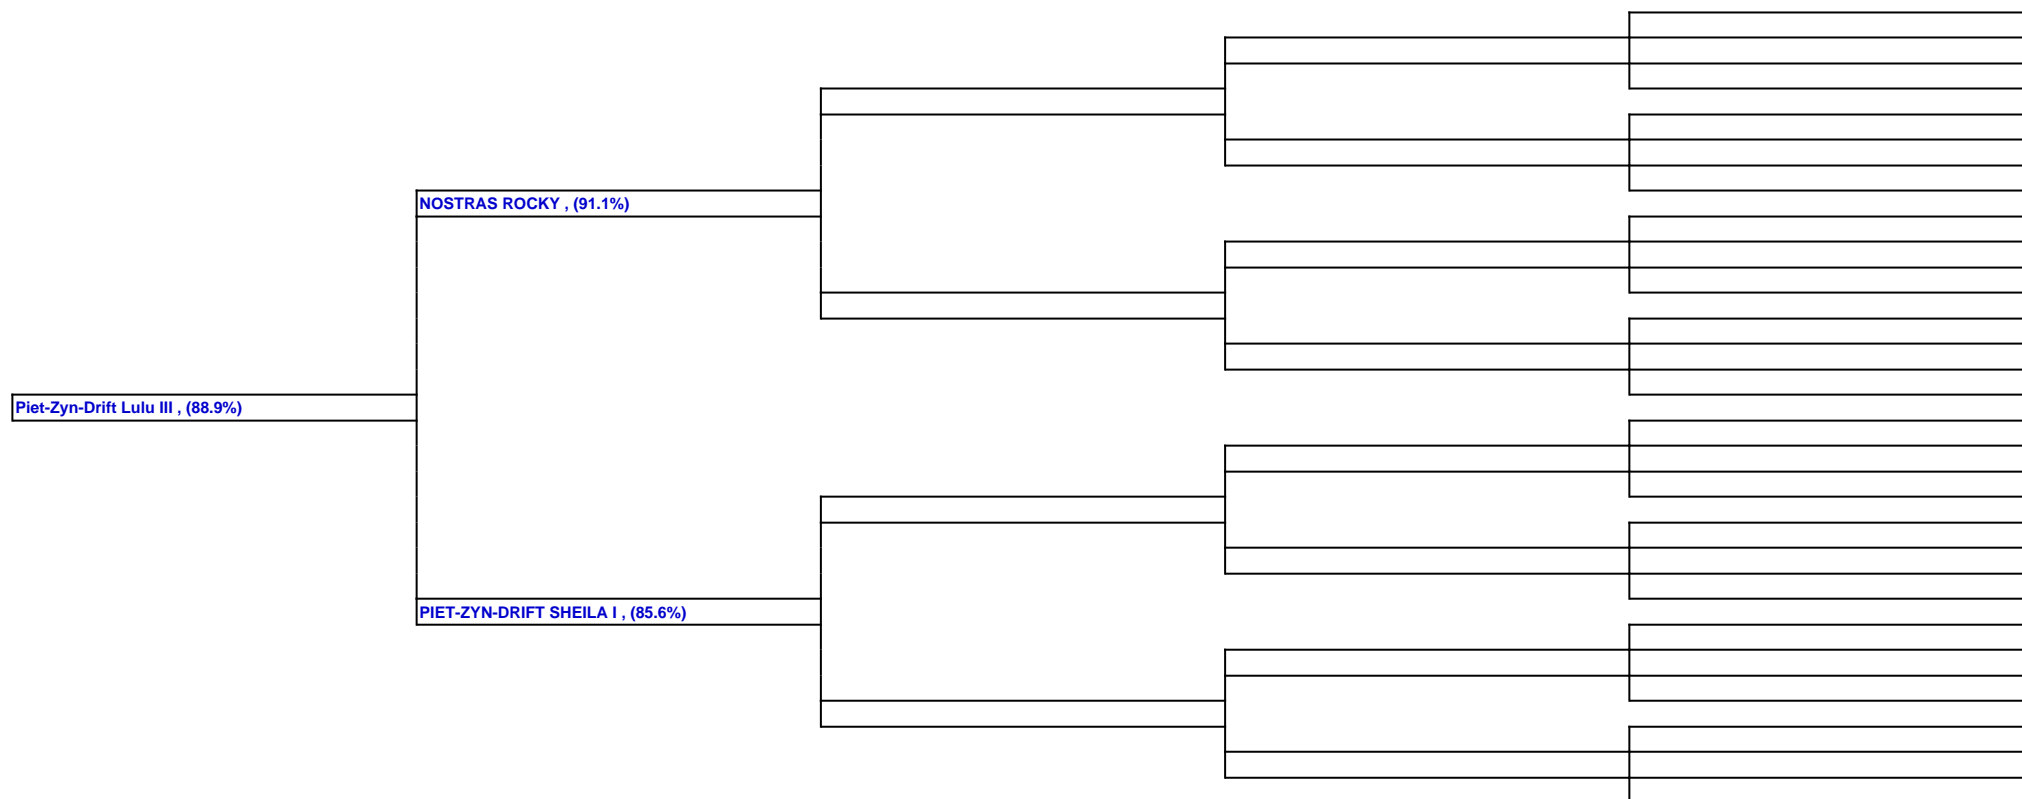 NOSTRAS ROCKY , (91.1%)
Piet-Zyn-Drift Lulu III , (88.9%)
PIET-ZYN-DRIFT SHEILA I , (85.6%)